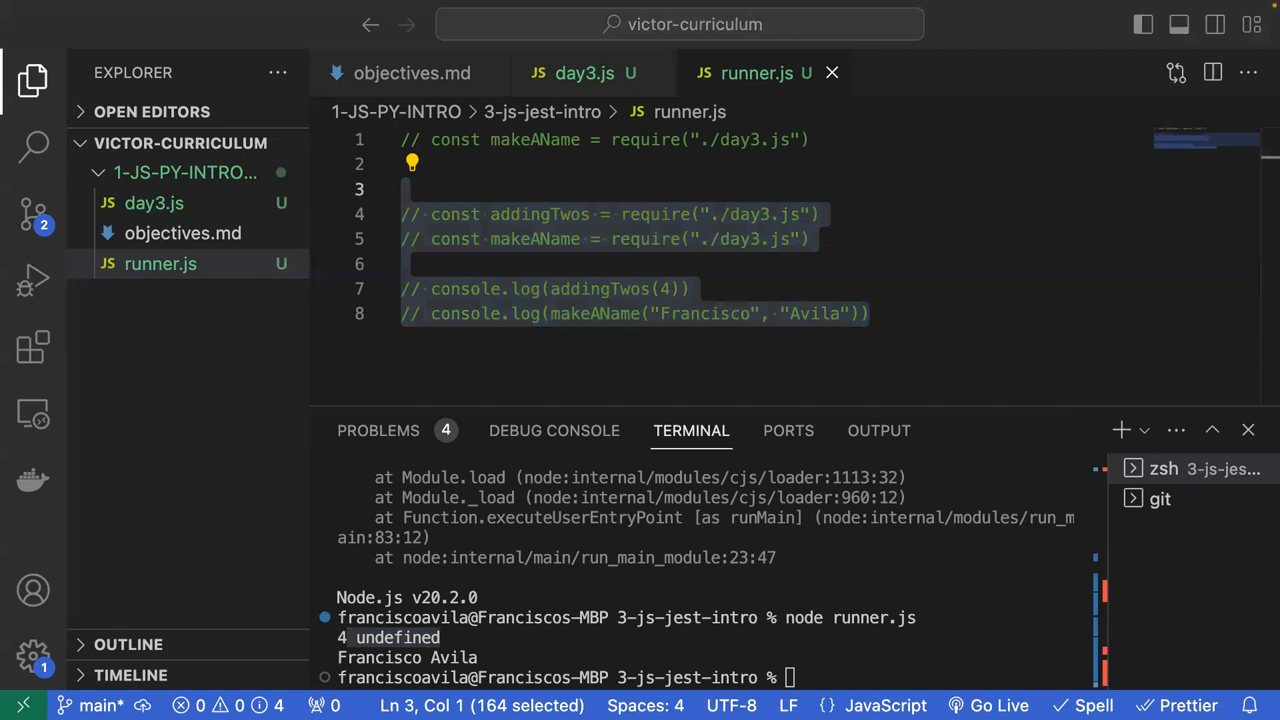 victor-curriculum
EXPLORER
objectives.md
day3.js U
runner.js U
OPEN EDITORS
1-JS-PY-INTRO > 3-js-jest-intro > JS runner.js
VICTOR-CURRICULUM
1-JS-PY-INTRO...
JS day3.js U
objectives.md
JS runner.js U
1 // const makeAName = require("./day3.js")
2
3
4 // const addingTwos = require("./day3.js")
5 // const makeAName = require("./day3.js")
6
7 // console.log(addingTwos(4))
8 // console.log(makeAName("Francisco", "Avila"))
PROBLEMS 4 DEBUG CONSOLE TERMINAL PORTS OUTPUT
at Module.load (node:internal/modules/cjs/loader:1113:32)
at Module._load (node:internal/modules/cjs/loader:960:12)
at Function.executeUserEntryPoint [as runMain] (node:internal/modules/run_m
ain:83:12)
at node:internal/main/run_main_module:23:47
Node.js v20.2.0
franciscoavila@Franciscos-MBP 3-js-jest-intro % node runner.js
4 undefined
Francisco Avila
franciscoavila@Franciscos-MBP 3-js-jest-intro %
zsh 3-js-jes...
git
2
OUTLINE
TIMELINE
1
main* 0 0 4 0 Ln 3, Col 1 (164 selected) Spaces: 4 UTF-8 LF {} JavaScript Go Live Spell Prettier